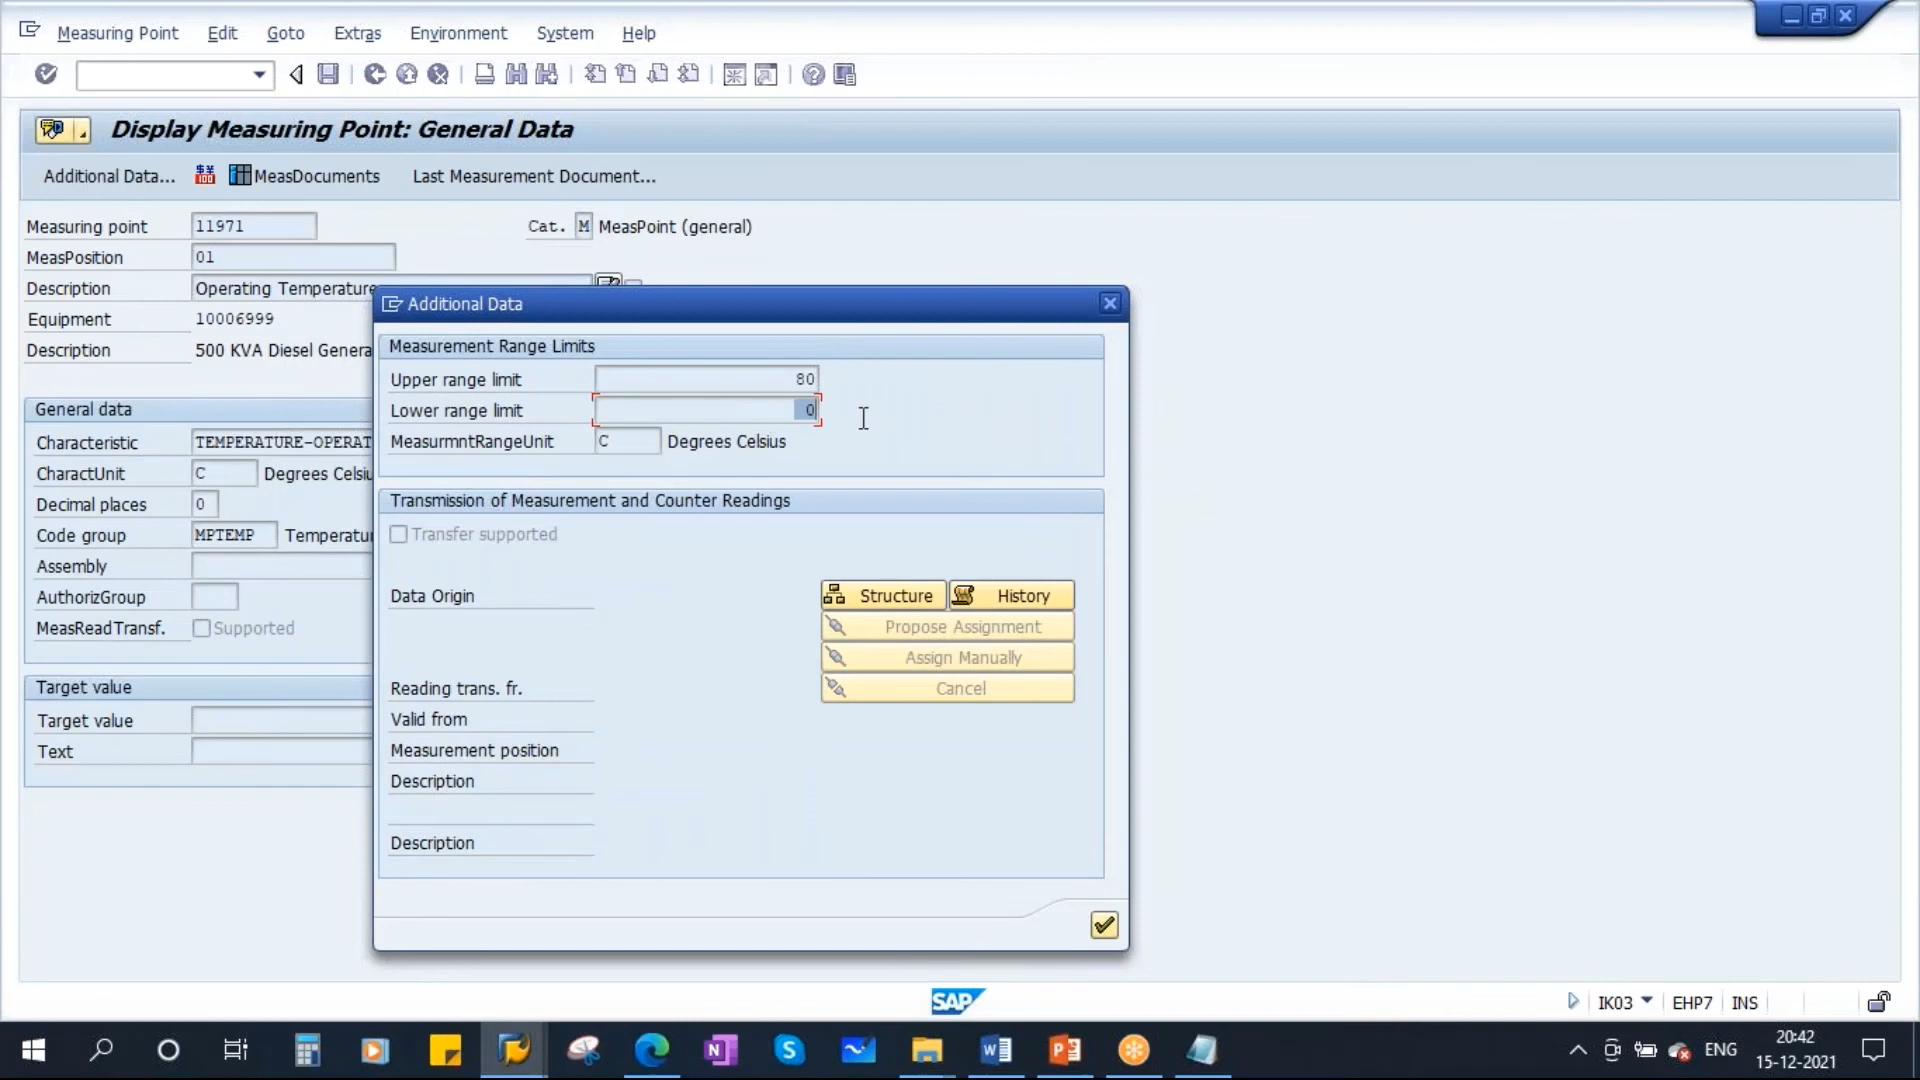 Measuring Point Edit Goto Extras Environment System Help
Display Measuring Point: General Data
Additional Data... MeasDocuments Last Measurement Document...
Measuring point 11971 Cat. M MeasPoint (general)
MeasPosition 01
Description Operating Temperature
Equipment 10006999
Description 500 KVA Diesel Genera
General data
Characteristic TEMPERATURE-OPERAT
CharactUnit C Degrees Celsiu
Decimal places 0
Code group MPTEMP Temperatu
Assembly
AuthorizGroup
MeasReadTransf. Supported
Target value
Target value
Text
Additional Data
Measurement Range Limits
Upper range limit 80
Lower range limit 0
MeasurmntRangeUnit C Degrees Celsius
Transmission of Measurement and Counter Readings
Transfer supported
Data Origin Structure History
Propose Assignment
Assign Manually
Reading trans. fr. Cancel
Valid from
Measurement position
Description
Description
SAP IK03 EHP7 INS
ENG
20:42
15-12-2021